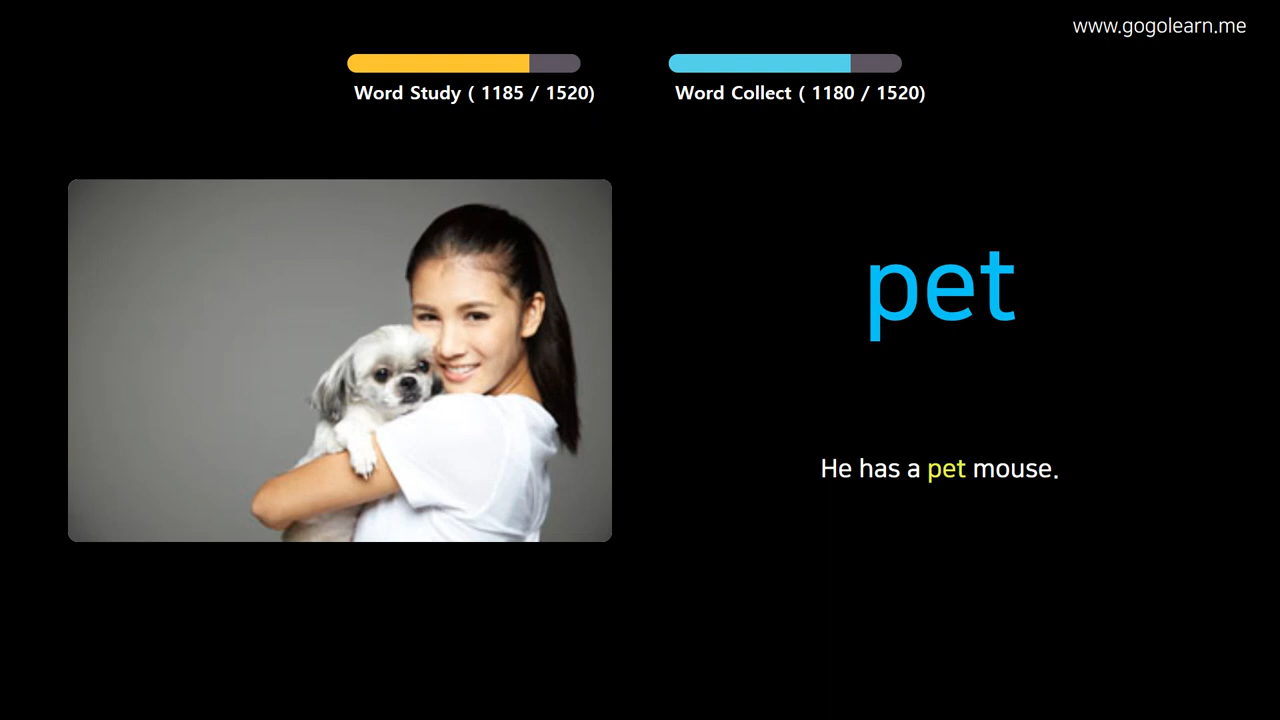 www.gogolearn.me
Word Study ( 1185 / 1520)
Word Collect ( 1180 / 1520)
pet
He has a pet mouse.